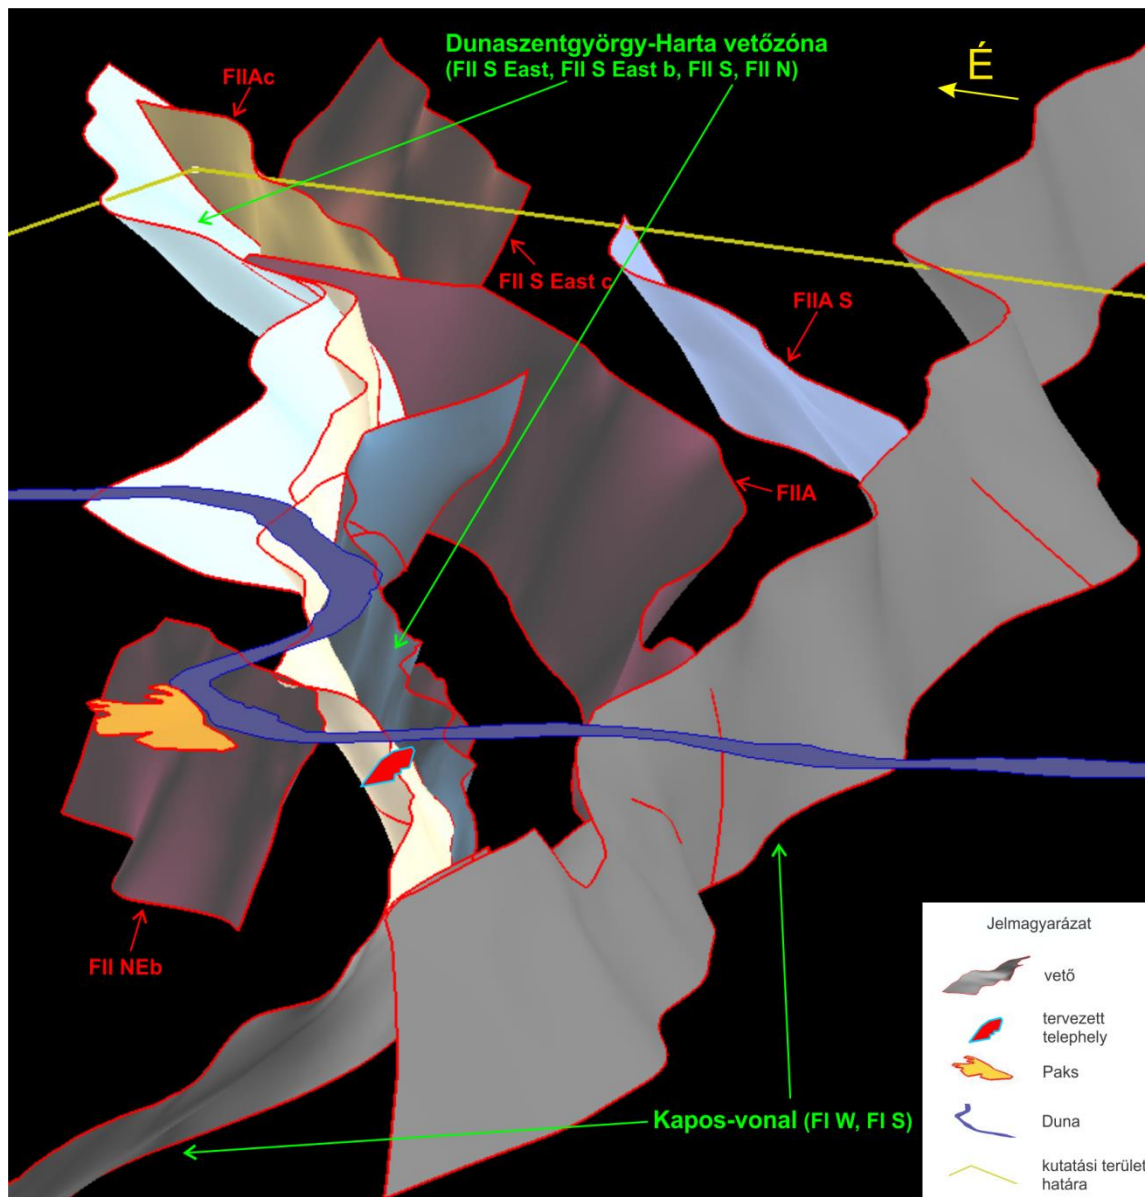 Dunaszentgyörgy-Harta vetőzóna
(FII S East, FII S East b, FII S, FII N)
É
FIIAc
FII S East c
FIIA S
FIIA
FII NEb
Kapos-vonal (FI W, FI S)
Jelmagyarázat
vető
tervezett
telephely
Paks
Duna
kutatási terület
határa